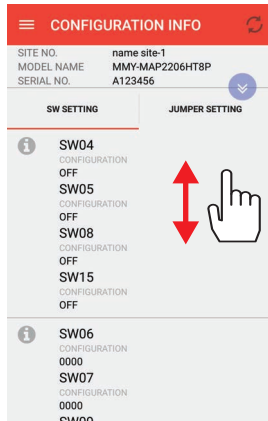 CONFIGURATION INFO
SITE NO. name site-1
MODEL NAME MMY-MAP2206HT8P
SERIAL NO. A123456
SW SETTING JUMPER SETTING
SW04
CONFIGURATION
OFF
SW05
CONFIGURATION
OFF
SW08
CONFIGURATION
OFF
SW15
CONFIGURATION
OFF
SW06
CONFIGURATION
0000
SW07
CONFIGURATION
0000